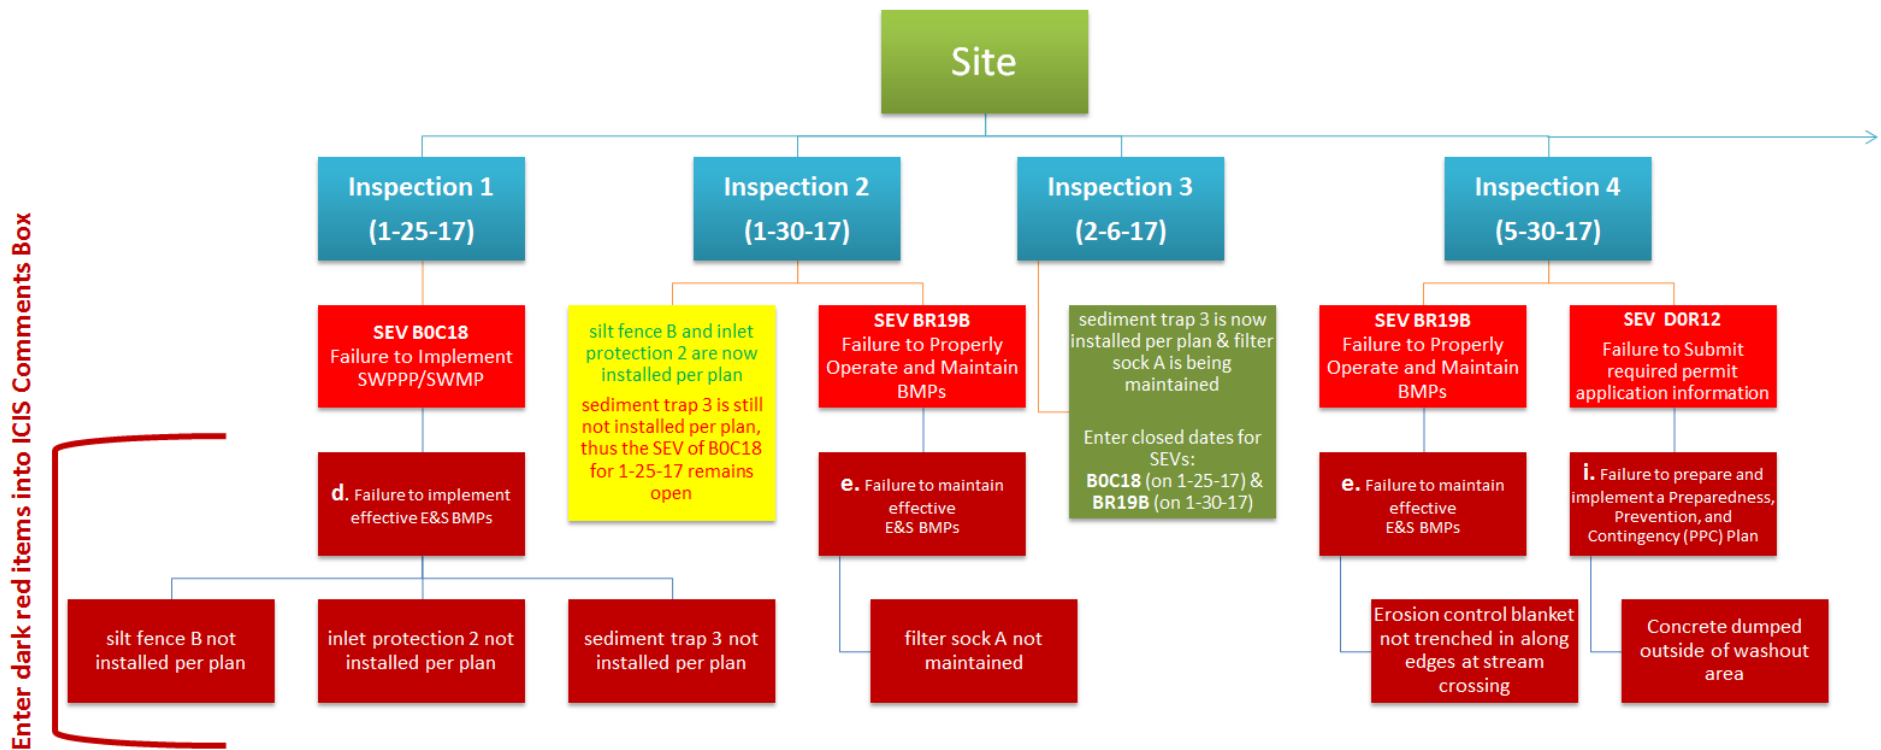 Site
Inspection 1
(1-25-17)
Inspection 2
(1-30-17)
Inspection 3
(2-6-17)
Inspection 4
(5-30-17)
SEV B0C18
Failure to Implement
SWPPP/SWMP
silt fence B and inlet
protection 2 are now
installed per plan
sediment trap 3 is still
not installed per plan,
thus the SEV of B0C18
for 1-25-17 remains
open
SEV BR19B
Failure to Properly
Operate and Maintain
BMPs
sediment trap 3 is now
installed per plan & filter
sock A is being
maintained
Enter closed dates for
SEVs:
B0C18 (on 1-25-17) &
BR19B (on 1-30-17)
SEV BR19B
Failure to Properly
Operate and Maintain
BMPs
SEV D0R12
Failure to Submit
required permit
application information
Enter dark red items into ICIS Comments Box
d. Failure to implement
effective E&S BMPs
e. Failure to maintain
effective
E&S BMPs
e. Failure to maintain
effective
E&S BMPs
i. Failure to prepare and
implement a Preparedness,
Prevention, and
Contingency (PPC) Plan
silt fence B not
installed per plan
inlet protection 2 not
installed per plan
sediment trap 3 not
installed per plan
filter sock A not
maintained
Erosion control blanket
not trenched in along
edges at stream
crossing
Concrete dumped
outside of washout
area